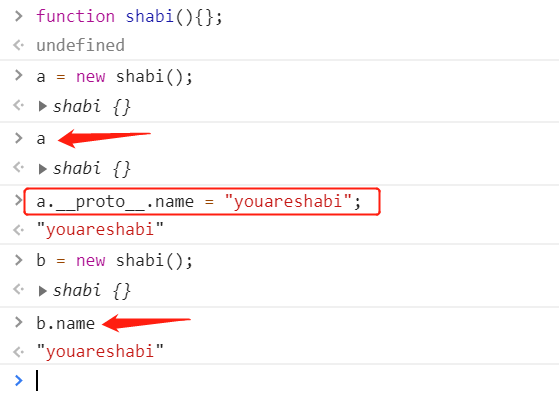 > function shabi(){};
undefined
> a = new shabi();
shabi {}
> a
shabi {}
> a.__proto__.name = "youareshabi";
"youareshabi"
> b = new shabi();
shabi {}
> b.name
"youareshabi"
>